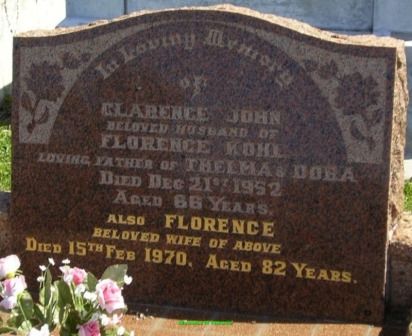 In Loving Memory
of
CLARENCE JOHN
BELOVED HUSBAND OF
FLORENCE KOHL
LOVING FATHER OF THELMA & DORA
DIED DEC 21ST 1952
AGED 66 YEARS.
ALSO FLORENCE
BELOVED WIFE OF ABOVE
DIED 15TH FEB 1970, AGED 82 YEARS.